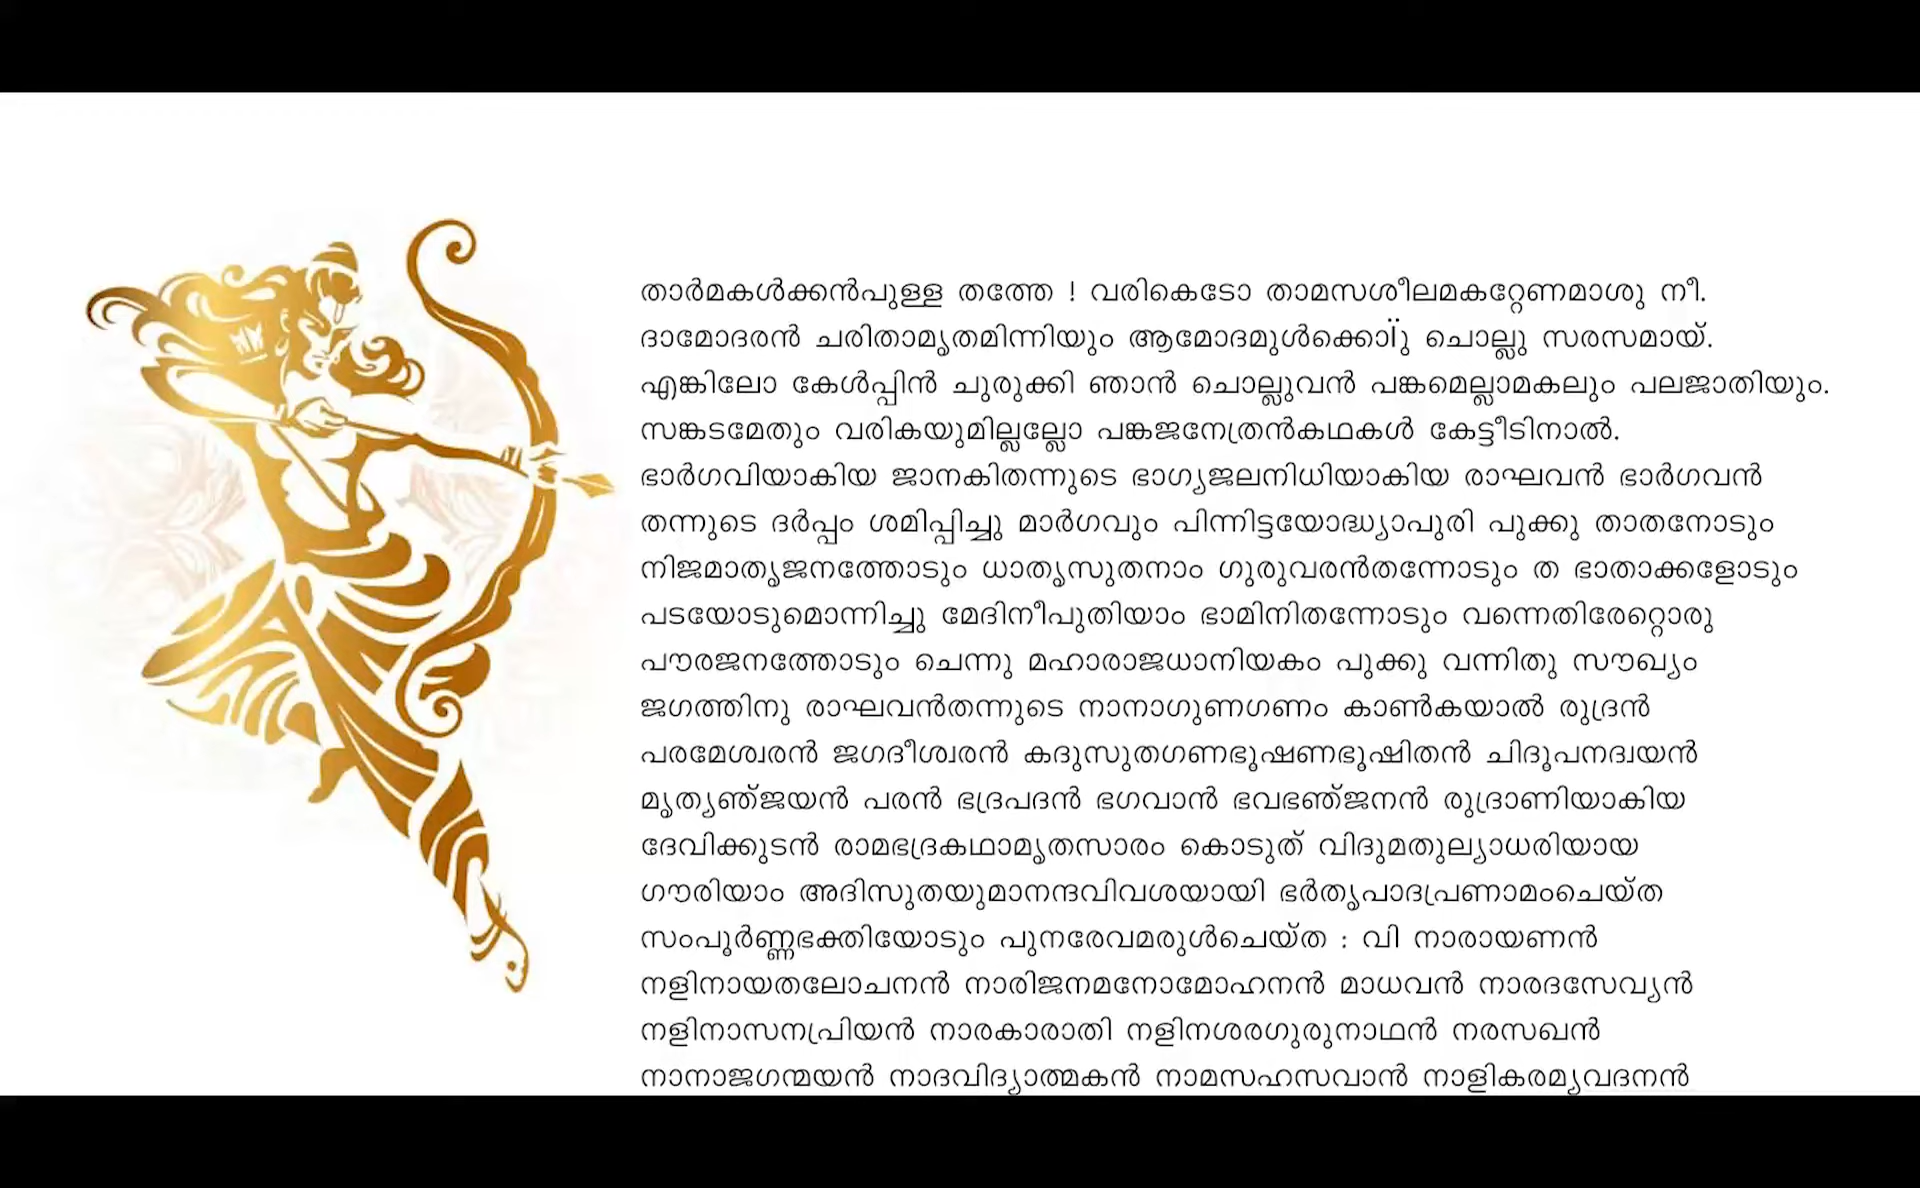 താർമകൾക്കൻപുള്ള തത്തേ ! വരികെടോ താമസശീലമകറ്റേണമാശു നീ.
ദാമോദരൻ ചരിതാമൃതമിന്നിയും ആമോദമുൾക്കൊ ചൊല്ലു സരസമായ്.
എങ്കിലോ കേൾപ്പിൻ ചുരുക്കി ഞാൻ ചൊല്ലുവൻ പങ്കമെല്ലാമകലും പലജാതിയും.
സങ്കടമേതും വരികയുമില്ലല്ലോ പങ്കജനേത്രൻകഥകൾ കേട്ടീടിനാൽ.
ഭാർഗവിയാകിയ ജാനകിതന്നുടെ ഭാഗ്യജലനിധിയാകിയ രാഘവൻ ഭാർഗവൻ
തന്നുടെ ദർപ്പം ശമിപ്പിച്ചു മാർഗവും പിന്നിട്ടയോദ്ധ്യാപുരി പുക്കു താതനോടും
നിജമാതൃജനത്തോടും ധാതൃസുതനാം ഗുരുവരൻതന്നോടും ത ഭാതാക്കളോടും
പടയോടുമൊന്നിച്ചു മേദിനീപുതിയാം ഭാമിനിതന്നോടും വന്നെതിരേറ്റൊരു
പൗരജനത്തോടും ചെന്നു മഹാരാജധാനിയകം പുക്കു വന്നിതു സൗഖ്യം
ജഗത്തിനു രാഘവൻതന്നുടെ നാനാഗുണഗണം കാൺകയാൽ രുദ്രൻ
പരമേശ്വരൻ ജഗദീശ്വരൻ കദുസുതഗണഭൂഷണഭൂഷിതൻ ചിദൂപനദ്വയൻ
മൃത്യഞ്ജയൻ പരൻ ഭദ്രപദൻ ഭഗവാൻ ഭവഭഞ്ജനൻ രുദ്രാണിയാകിയ
ദേവിക്കുടൻ രാമഭദ്രകഥാമൃതസാരം കൊടുത് വിദുമതുല്യാധരിയായ
ഗൗരിയാം അദിസുതയുമാനന്ദവിവശയായി ഭർതൃപാദപ്രണാമംചെയ്ത
സംപൂർണ്ണഭക്തിയോടും പുനരേവമരുൾചെയ്ത : വി നാരായണൻ
നളിനായതലോചനൻ നാരിജനമനോമോഹനൻ മാധവൻ നാരദസേവ്യൻ
നളിനാസനപ്രിയൻ നാരകാരാതി നളിനശരഗുരുനാഥൻ നരസഖൻ
നാനാജഗന്മയൻ നാദവിദ്യാത്മകൻ നാമസഹസവാൻ നാളികരമ്യവദനൻ